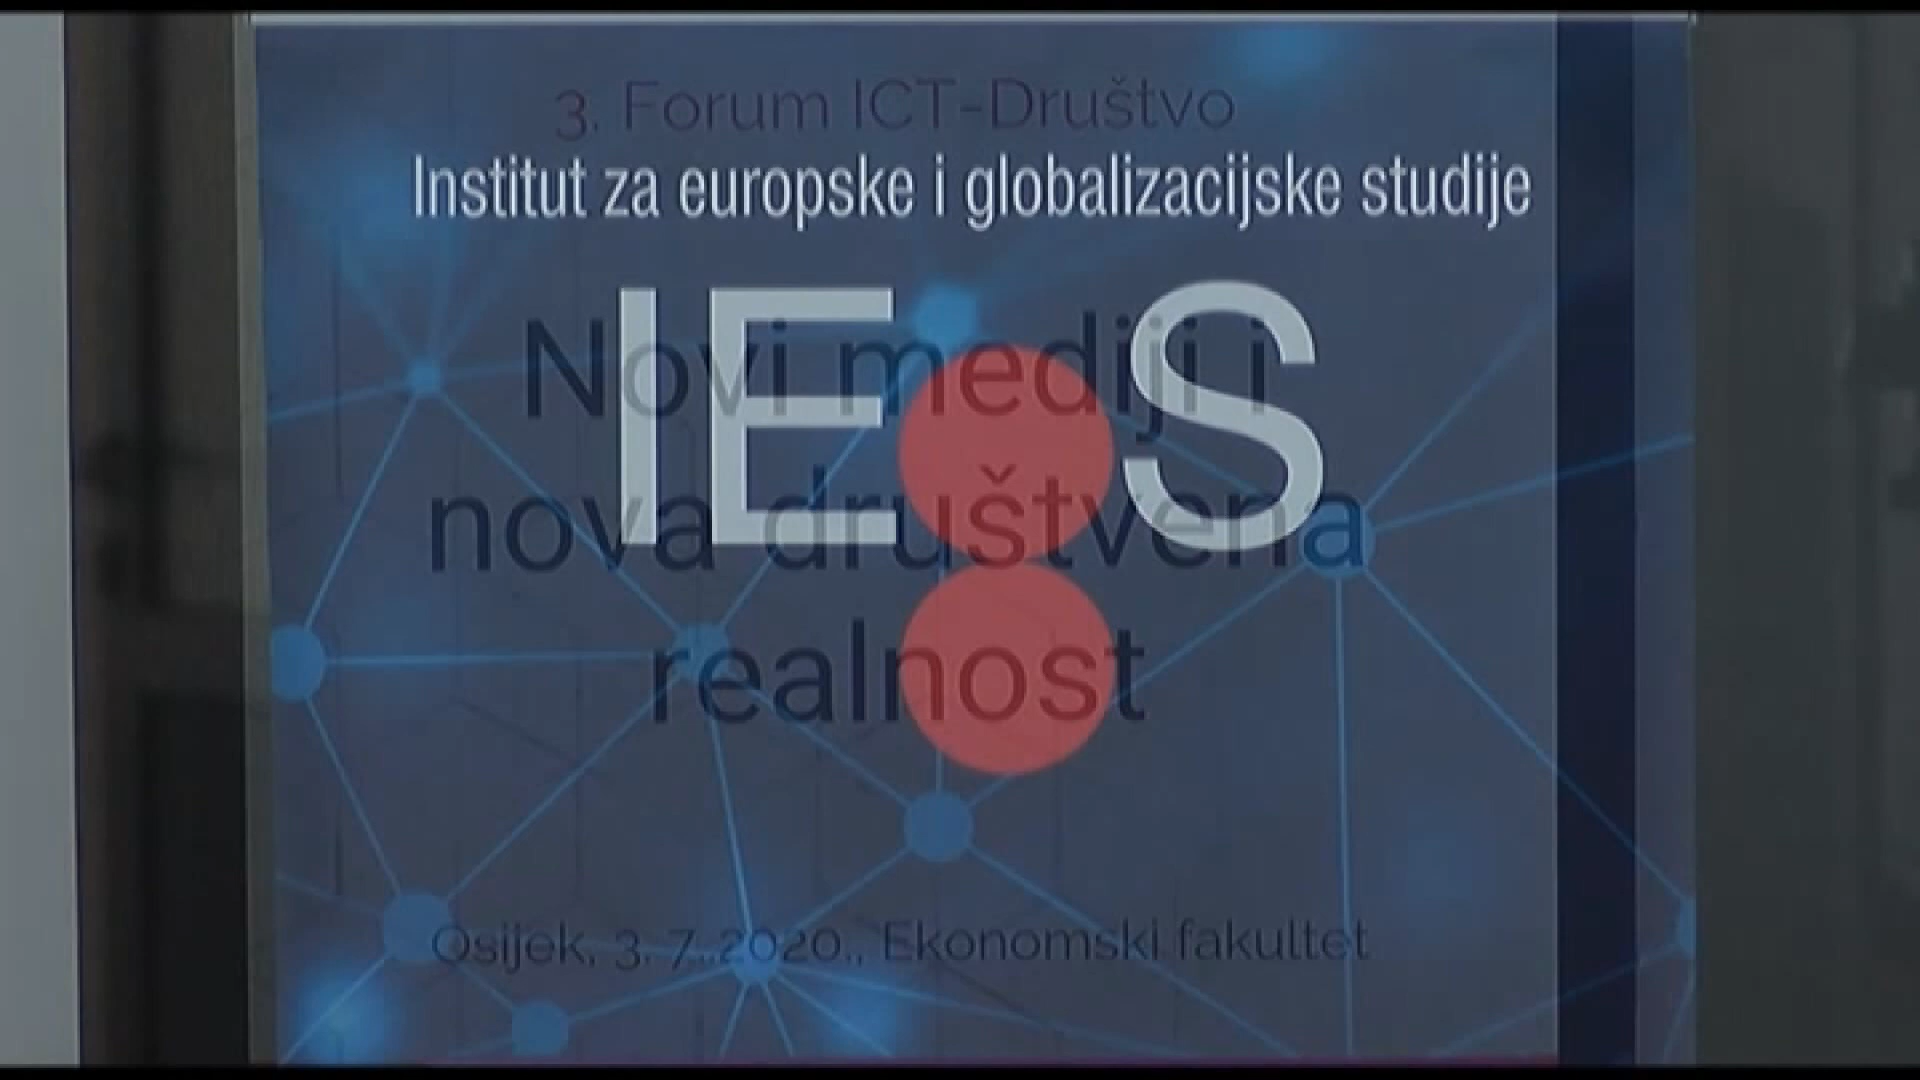 3. Forum ICT-Društvo
Institut za europske i globalizacijske studije
IE S
Novi mediji i
nova društvena
realnost
Osijek, 3. 7. 2020., Ekonomski fakultet